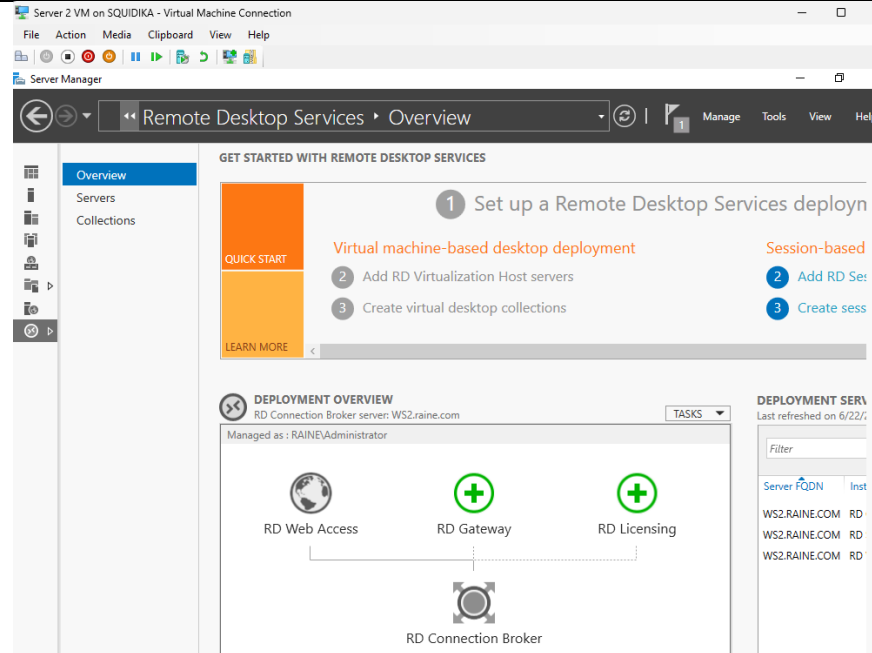 Server 2 VM on SQUIDIKA - Virtual Machine Connection
File Action Media Clipboard View Help
Server Manager
Remote Desktop Services Overview
1
Manage Tools View Hel
Overview
Servers
Collections
GET STARTED WITH REMOTE DESKTOP SERVICES
1 Set up a Remote Desktop Services deploym
QUICK START
LEARN MORE
Virtual machine-based desktop deployment
2 Add RD Virtualization Host servers
3 Create virtual desktop collections
Session-based
2 Add RD Ses
3 Create sess
DEPLOYMENT OVERVIEW
RD Connection Broker server: WS2.raine.com
TASKS
Managed as : RAINE\Administrator
RD Web Access
RD Gateway
RD Licensing
RD Connection Broker
DEPLOYMENT SERV
Last refreshed on 6/22/2
Filter
Server FQDN Inst
WS2.RAINE.COM RD
WS2.RAINE.COM RD
WS2.RAINE.COM RD